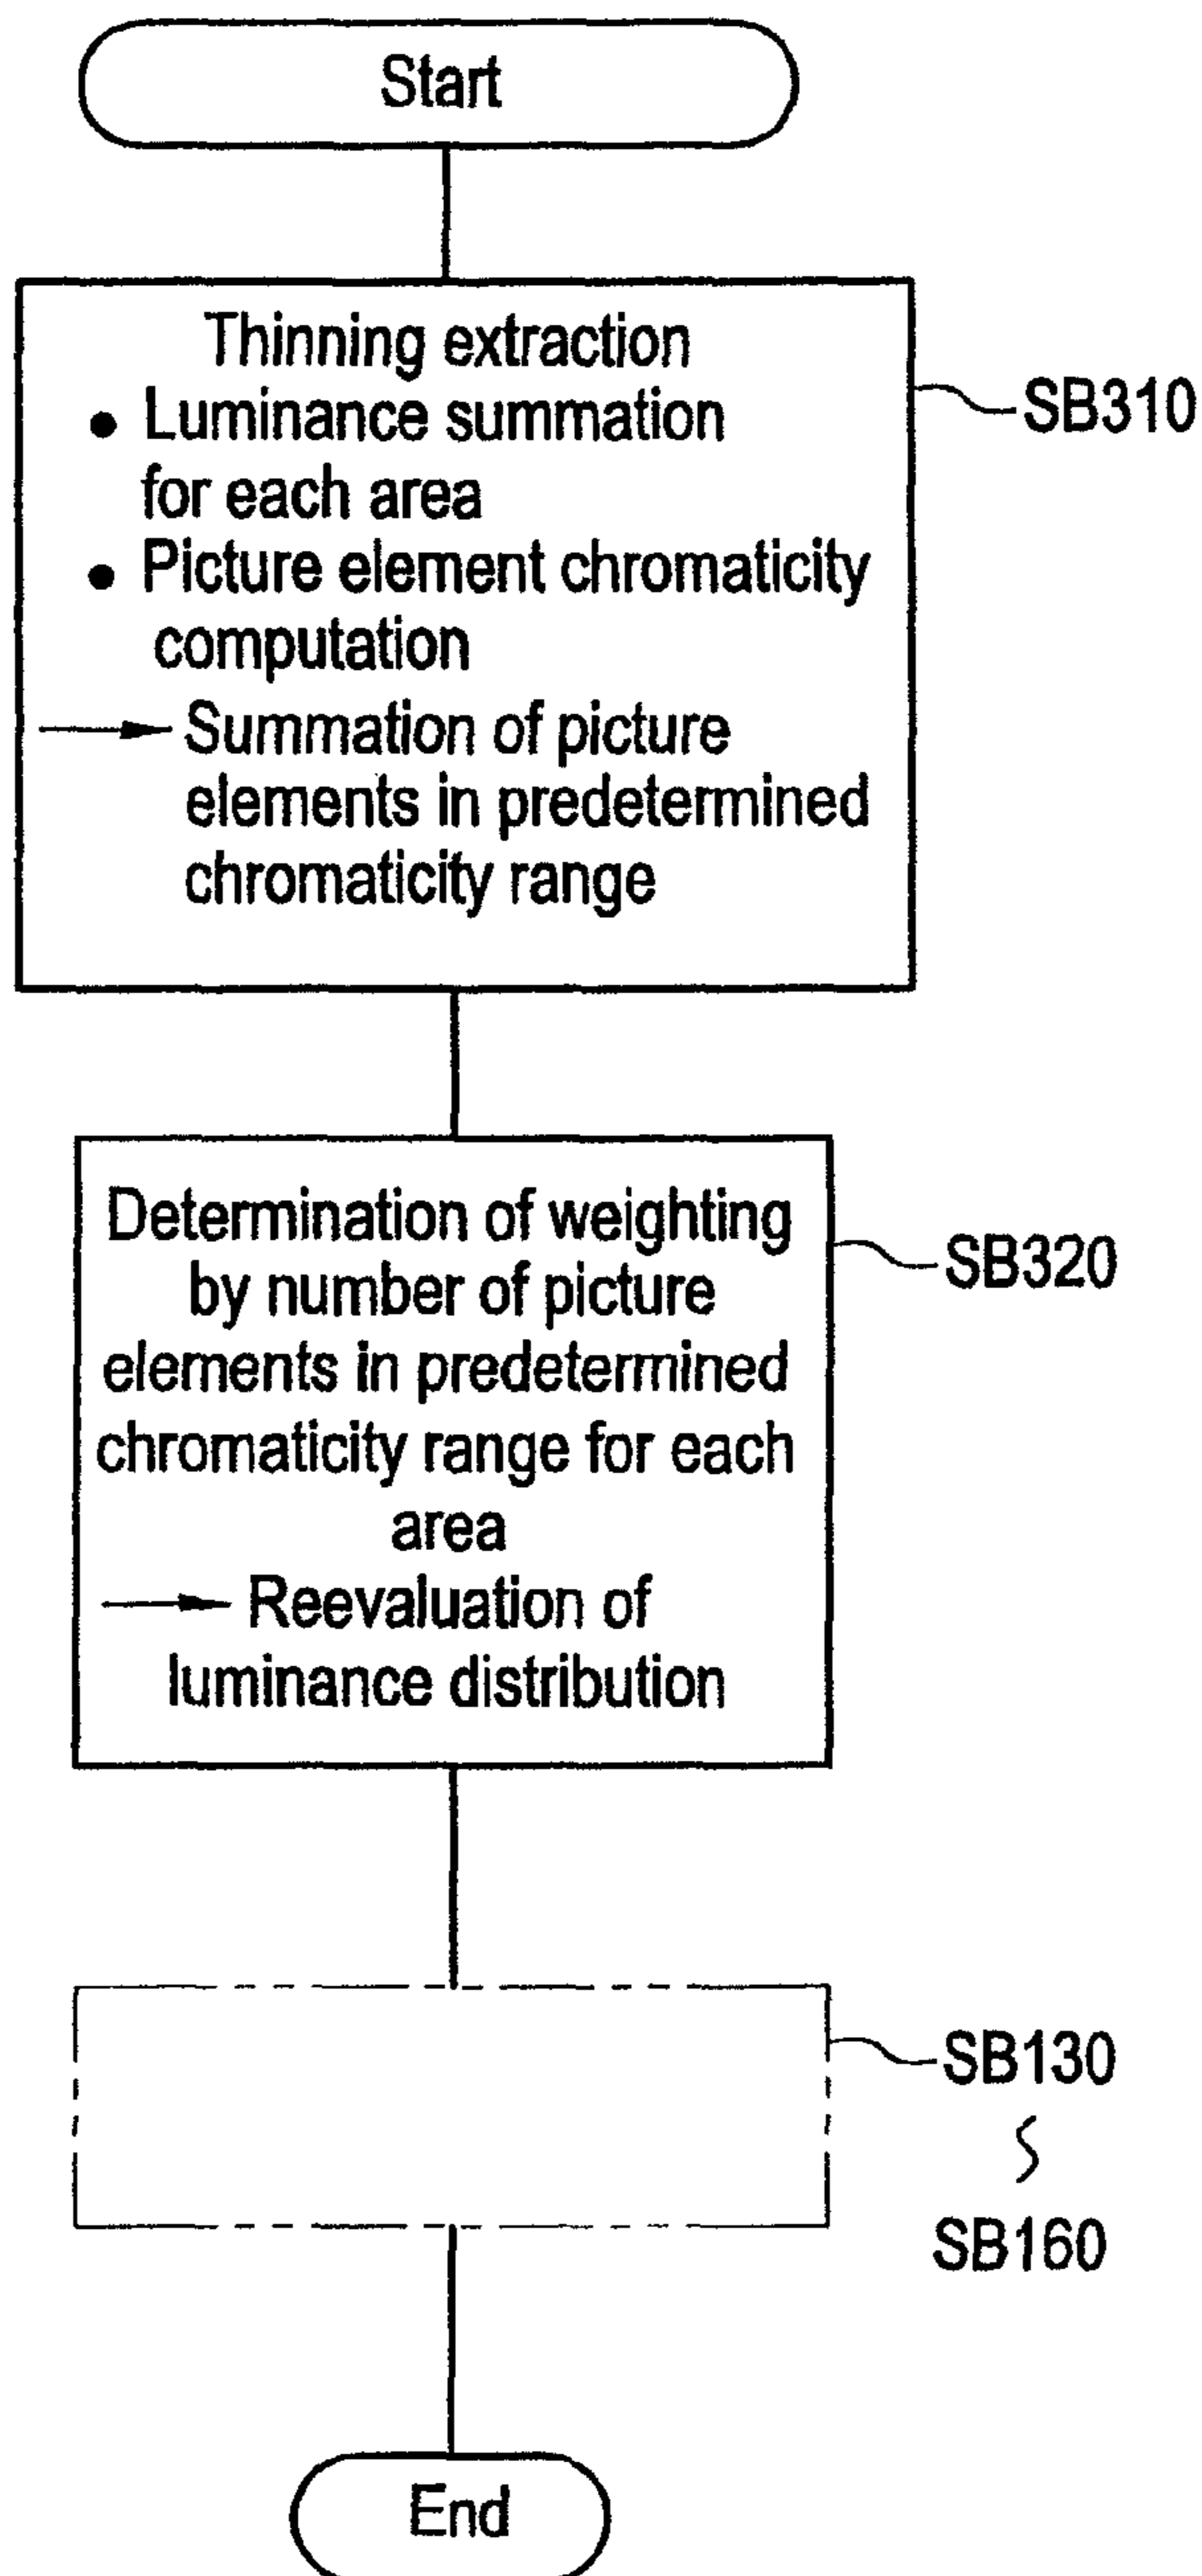 Start
Thinning extraction
• Luminance summation
for each area
• Picture element chromaticity
computation
→ Summation of picture
elements in predetermined
chromaticity range
SB310
Determination of weighting
by number of picture
elements in predetermined
chromaticity range for each
area
→ Reevaluation of
luminance distribution
SB320
SB130
~
SB160
End